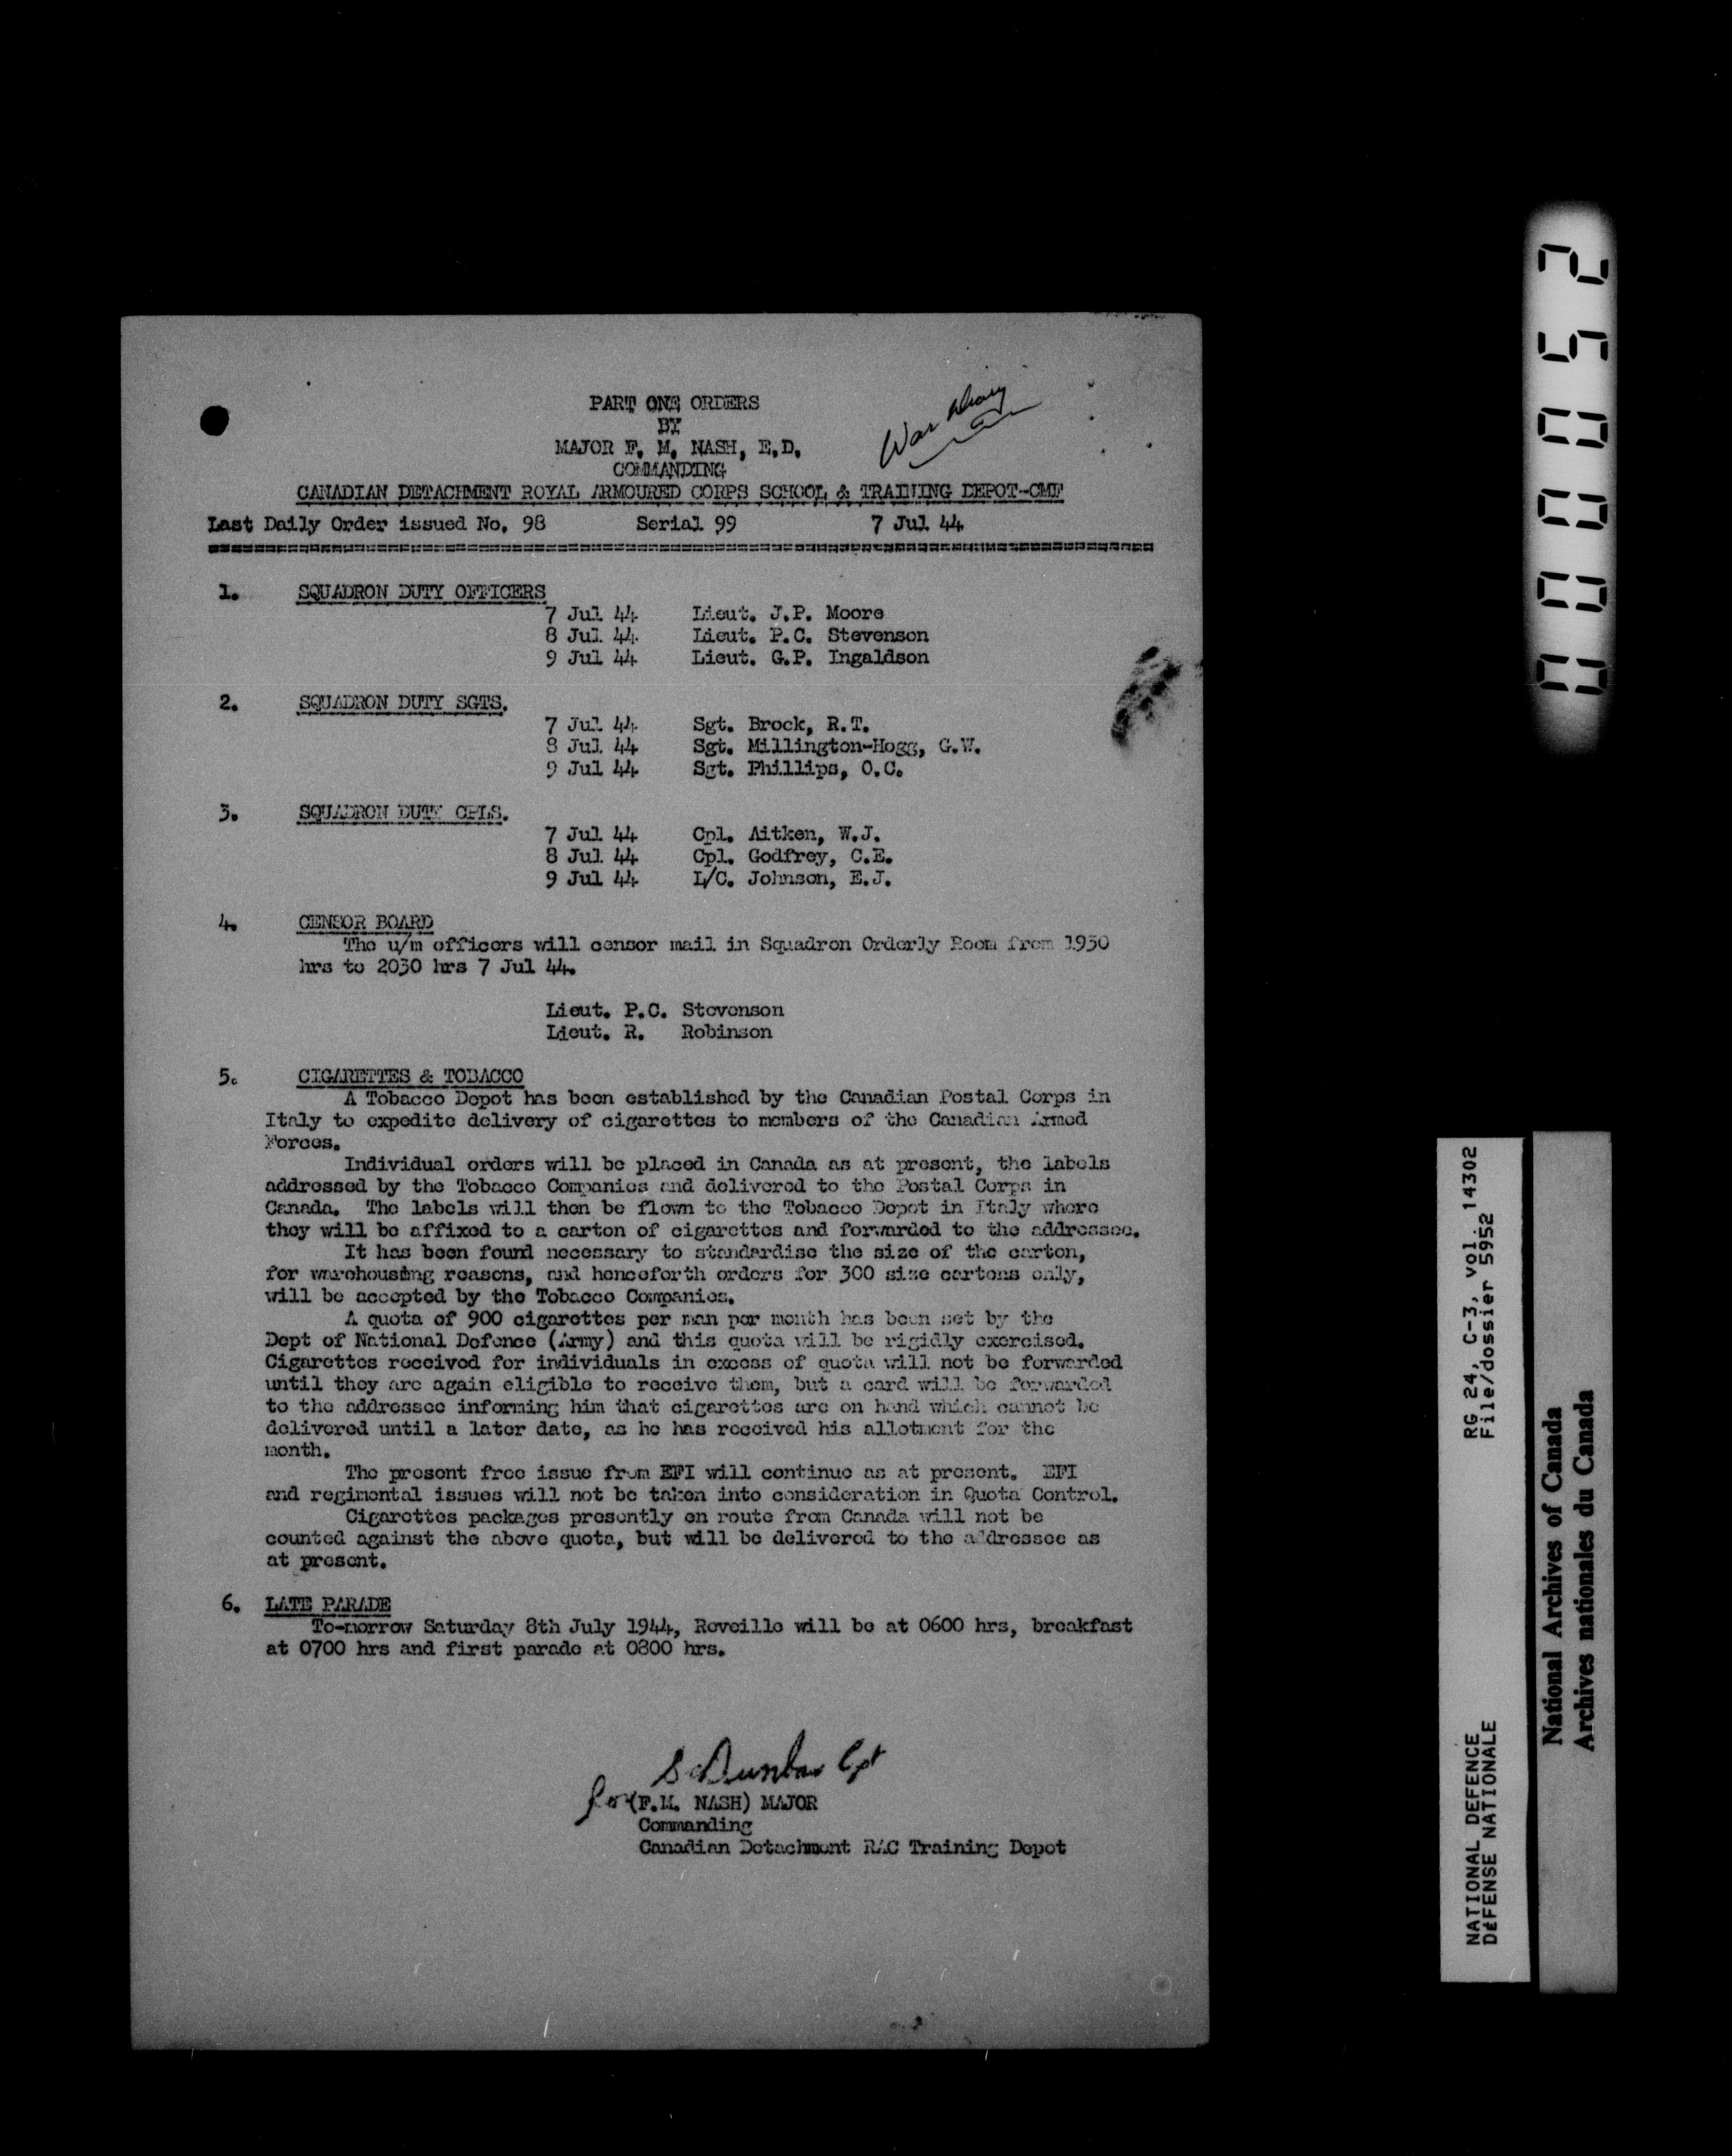 PART ONE ORDERS
BY
MAJOR F. M. NASH, E.D.
COMMANDING
CANADIAN DETACHMENT ROYAL ARMOURED CORPS SCHOOL & TRAINING DEPOT-CMF
War Diary
Last Daily Order issued No. 98 Serial 99 7 Jul 44
1. SQUADRON DUTY OFFICERS
7 Jul 44 Lieut. J.P. Moore
8 Jul 44 Lieut. P.C. Stevenson
9 Jul 44 Lieut. G.P. Ingaldson
2. SQUADRON DUTY SGTS.
7 Jul 44 Sgt. Brock, R.T.
8 Jul 44 Sgt. Millington-Hogg, G.W.
9 Jul 44 Sgt. Phillips, O.C.
3. SQUADRON DUTY CPLS.
7 Jul 44 Cpl. Aitken, W.J.
8 Jul 44 Cpl. Godfrey, C.E.
9 Jul 44 L/C. Johnson, E.J.
4. CENSOR BOARD
The u/m officers will censor mail in Squadron Orderly Room from 1930
hrs to 2030 hrs 7 Jul 44.
Lieut. P.C. Stevenson
Lieut. R. Robinson
5. CIGARETTES & TOBACCO
A Tobacco Depot has been established by the Canadian Postal Corps in
Italy to expedite delivery of cigarettes to members of the Canadian Armed
Forces.
Individual orders will be placed in Canada as at present, the labels
addressed by the Tobacco Companies and delivered to the Postal Corps in
Canada. The labels will then be flown to the Tobacco Depot in Italy where
they will be affixed to a carton of cigarettes and forwarded to the addressee.
It has been found necessary to standardise the size of the carton,
for warehousing reasons, and henceforth orders for 300 size cartons only,
will be accepted by the Tobacco Companies.
A quota of 900 cigarettes per man per month has been set by the
Dept of National Defence (Army) and this quota will be rigidly exercised.
Cigarettes received for individuals in excess of quota will not be forwarded
until they are again eligible to receive them, but a card will be forwarded
to the addressee informing him that cigarettes are on hand which cannot be
delivered until a later date, as he has received his allotment for the
month.
The present free issue from EFI will continue as at present. EFI
and regimental issues will not be taken into consideration in Quota Control.
Cigarettes packages presently en route from Canada will not be
counted against the above quota, but will be delivered to the addressee as
at present.
6. LATE PARADE
To-morrow Saturday 8th July 1944, Reveille will be at 0600 hrs, breakfast
at 0700 hrs and first parade at 0800 hrs.
Dunbar Cpt
for (F.M. NASH) MAJOR
Commanding
Canadian Detachment RAC Training Depot
000052
NATIONAL DEFENCE RG 24, C-3, vol. 14302
DÉFENSE NATIONALE File/dossier 5952
National Archives of Canada
Archives nationales du Canada